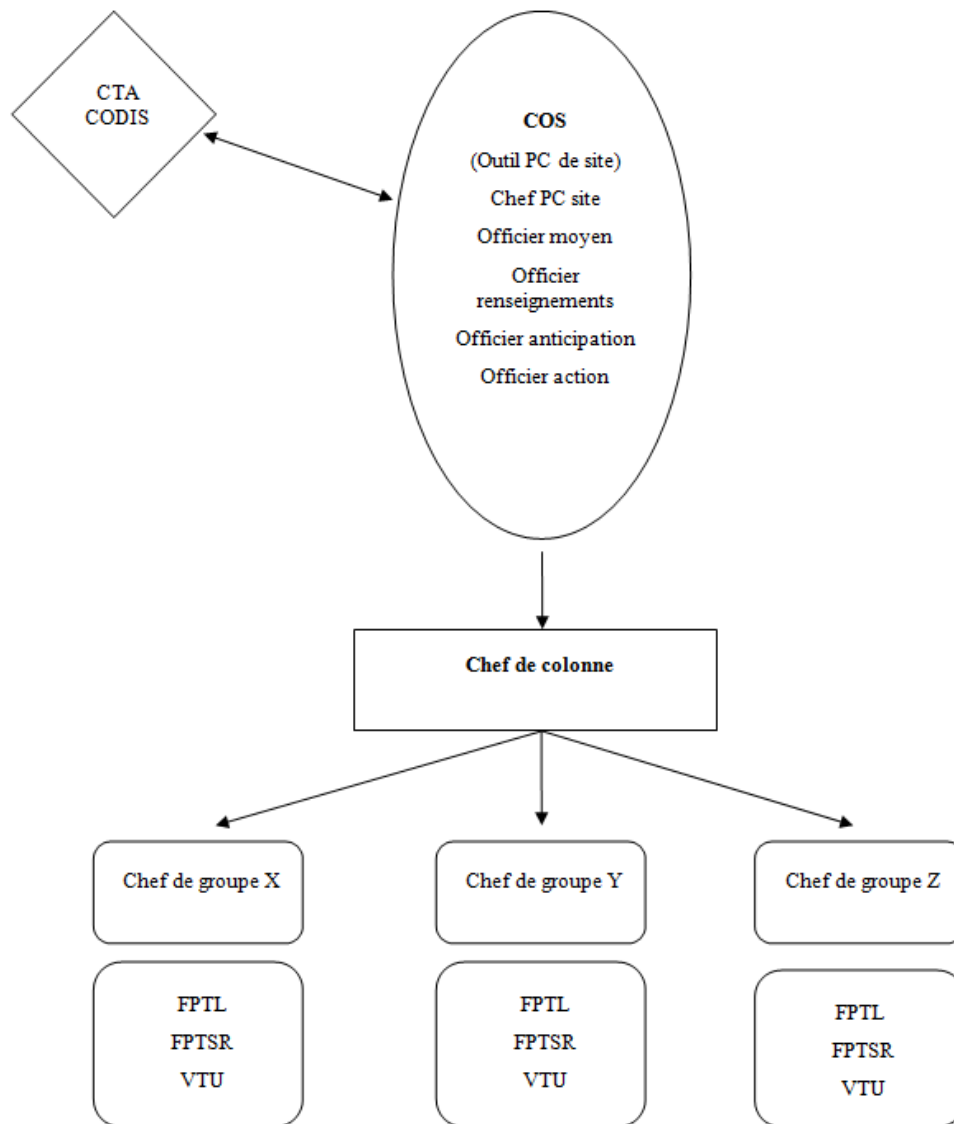 CTA
CODIS
COS
(Outil PC de site)
Chef PC site
Officier moyen
Officier
renseignements
Officier anticipation
Officier action
Chef de colonne
Chef de groupe X
Chef de groupe Y
Chef de groupe Z
FPTL
FPTSR
VTU
FPTL
FPTSR
VTU
FPTL
FPTSR
VTU